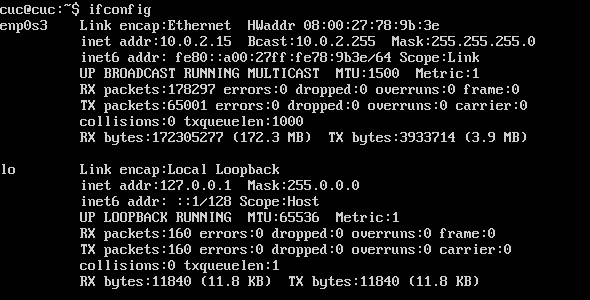 cuc@cuc:~$ ifconfig
enp0s3 Link encap:Ethernet HWaddr 08:00:27:78:9b:3e
inet addr:10.0.2.15 Bcast:10.0.2.255 Mask:255.255.255.0
inet6 addr: fe80::a00:27ff:fe78:9b3e/64 Scope:Link
UP BROADCAST RUNNING MULTICAST MTU:1500 Metric:1
RX packets:178297 errors:0 dropped:0 overruns:0 frame:0
TX packets:65001 errors:0 dropped:0 overruns:0 carrier:0
collisions:0 txqueuelen:1000
RX bytes:172305277 (172.3 MB) TX bytes:3933714 (3.9 MB)
lo Link encap:Local Loopback
inet addr:127.0.0.1 Mask:255.0.0.0
inet6 addr: ::1/128 Scope:Host
UP LOOPBACK RUNNING MTU:65536 Metric:1
RX packets:160 errors:0 dropped:0 overruns:0 frame:0
TX packets:160 errors:0 dropped:0 overruns:0 carrier:0
collisions:0 txqueuelen:1
RX bytes:11840 (11.8 KB) TX bytes:11840 (11.8 KB)